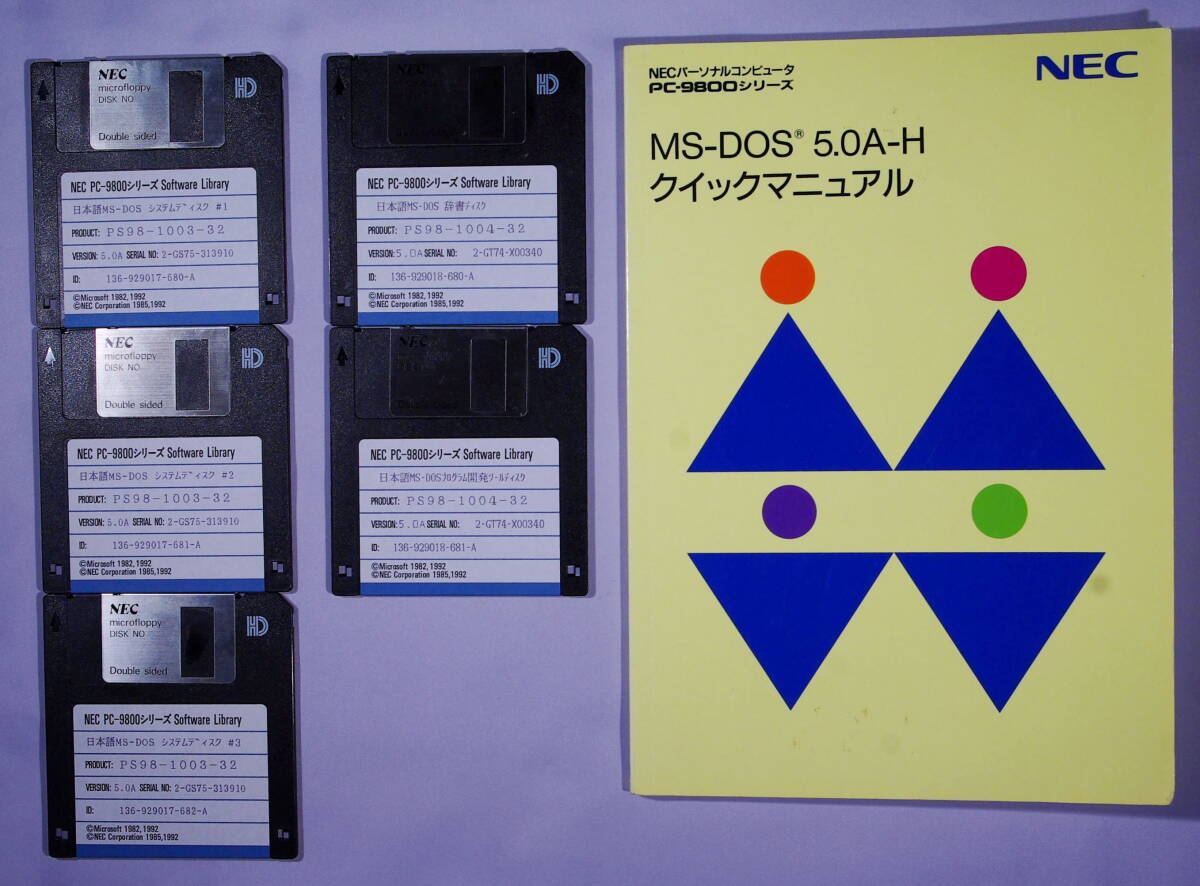 NEC
microfloppy
DISK NO
Double sided
HD
NEC PC-9800シリーズ Software Library
日本語MS-DOS システムディスク #1
PRODUCT: PS98-1003-32
VERSION: 5.0A SERIAL NO: 2-GS75-313910
ID: 136-929017-680-A
©Microsoft 1982, 1992
©NEC Corporation 1985,1992
NEC
microfloppy
DISK NO
Double sided
HD
NEC PC-9800シリーズ Software Library
日本語MS-DOS システムディスク #2
PRODUCT: PS98-1003-32
VERSION: 5.0A SERIAL NO: 2-GS75-313910
ID: 136-929017-681-A
©Microsoft 1982, 1992
©NEC Corporation 1985,1992
NEC
microfloppy
DISK NO
Double sided
HD
NEC PC-9800シリーズ Software Library
日本語MS-DOS システムディスク #3
PRODUCT: PS98-1003-32
VERSION: 5.0A SERIAL NO: 2-GS75-313910
ID: 136-929017-682-A
©Microsoft 1982, 1992
©NEC Corporation 1985,1992
NEC
HD
NEC PC-9800シリーズ Software Library
日本語MS-DOS 辞書ディスク
PRODUCT: PS98-1004-32
VERSION: 5.0A SERIAL NO: 2-GT74-X00340
ID: 136-929018-680-A
©Microsoft 1982, 1992
©NEC Corporation 1985,1992
NEC
Double sided
HD
NEC PC-9800シリーズ Software Library
日本語MS-DOSプログラム開発ツールディスク
PRODUCT: PS98-1004-32
VERSION: 5.0A SERIAL NO: 2-GT74-X00340
ID: 136-929018-681-A
©Microsoft 1982, 1992
©NEC Corporation 1985,1992
NECパーソナルコンピュータ
PC-9800シリーズ
NEC
MS-DOS® 5.0A-H
クイックマニュアル